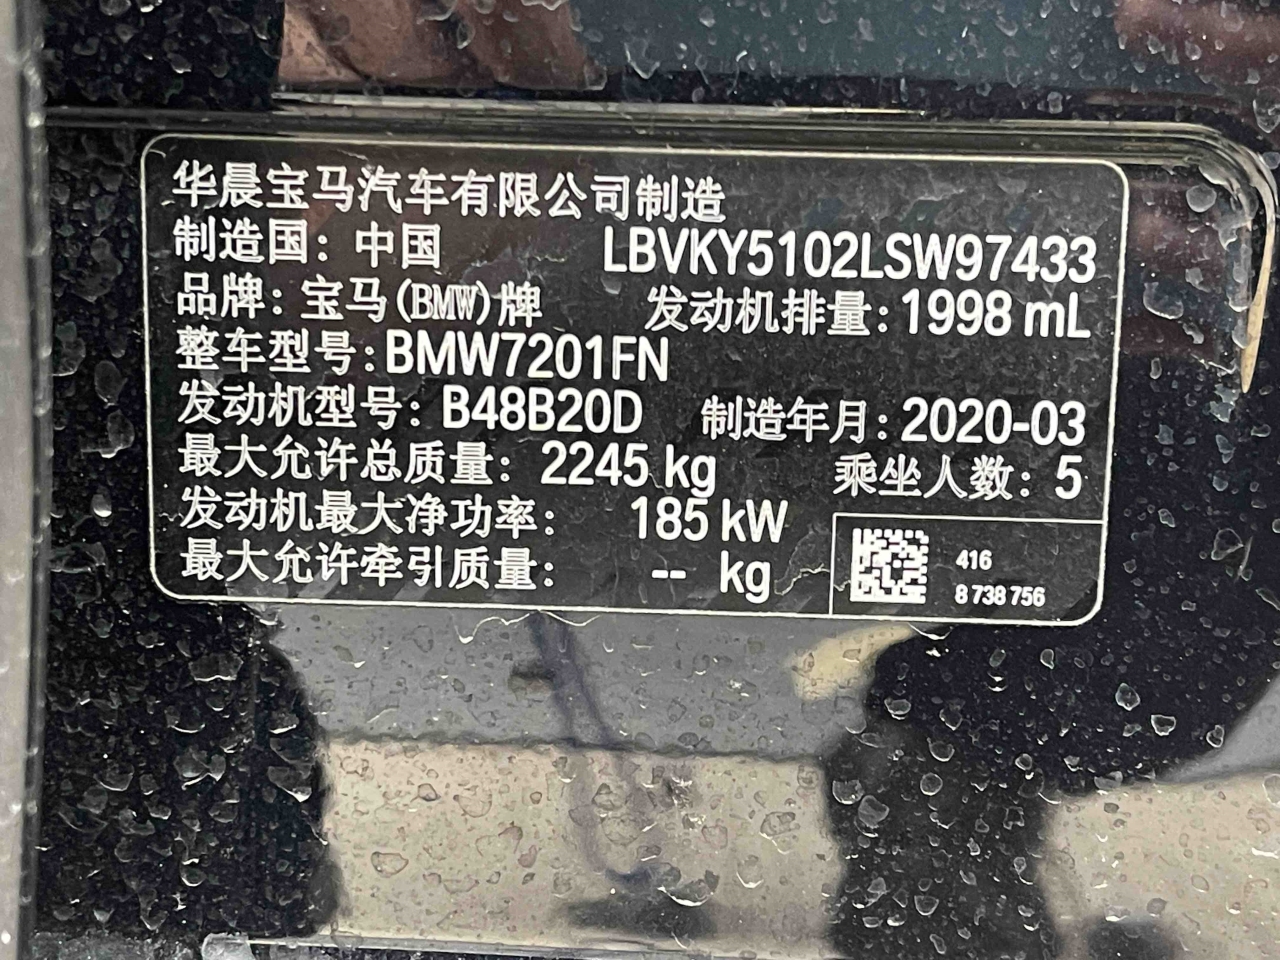 华晨宝马汽车有限公司制造
制造国：中国 LBVKY5102LSW97433
品牌：宝马(BMW)牌 发动机排量：1998 mL
整车型号：BMW7201FN
发动机型号：B48B20D 制造年月：2020-03
最大允许总质量：2245 kg 乘坐人数：5
发动机最大净功率：185 kW
最大允许牵引质量：-- kg
416
8 738 756